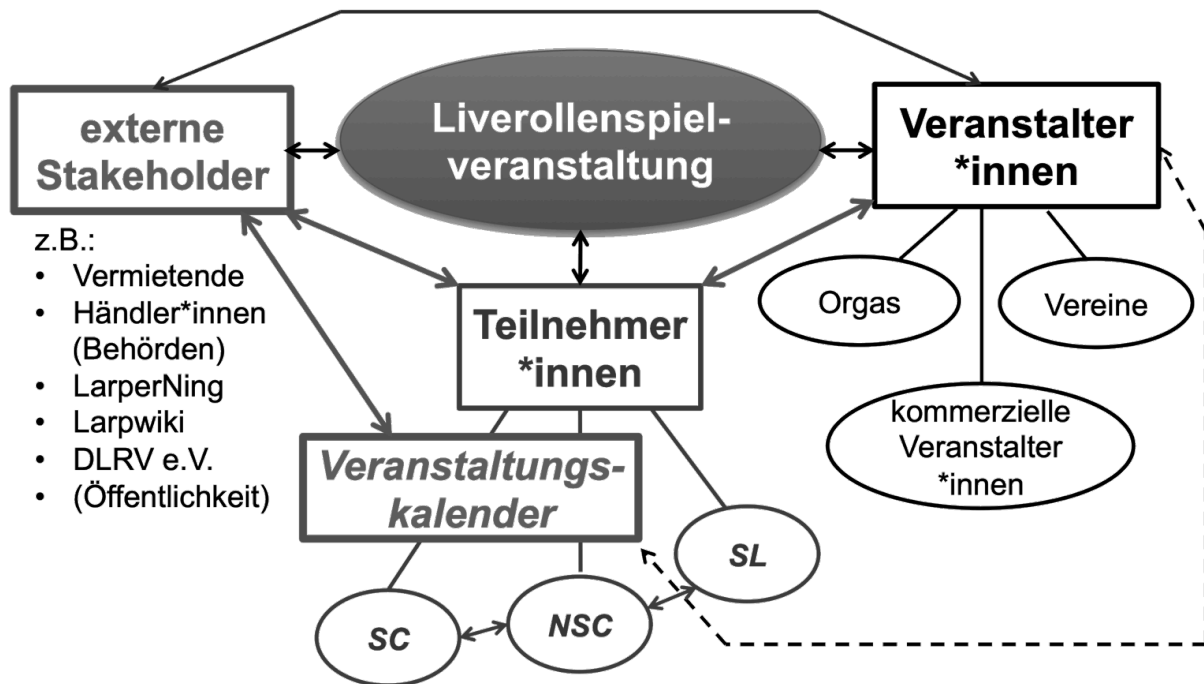 externe
Stakeholder
Liverollenspiel-
veranstaltung
Veranstalter
*innen
z.B.:
• Vermietende
• Händler*innen
(Behörden)
• LarperNing
• Larpwiki
• DLRV e.V.
• (Öffentlichkeit)
Teilnehmer
*innen
Orgas
Vereine
kommerzielle
Veranstalter
*innen
Veranstaltungs-
kalender
SL
SC
NSC